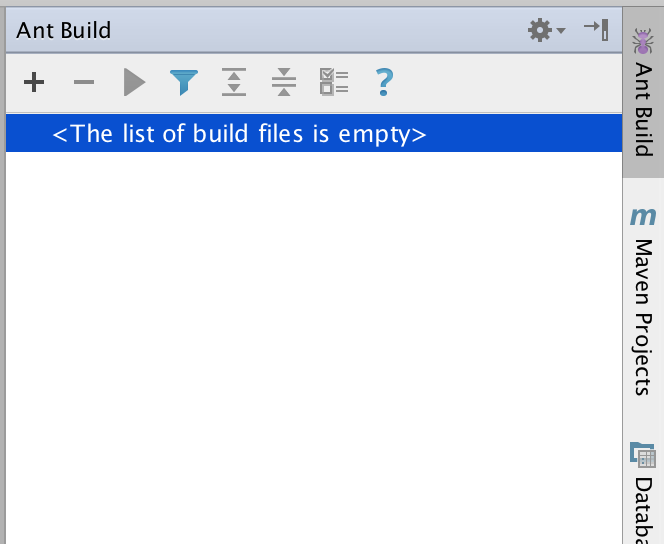 Ant Build
<The list of build files is empty>
Ant Build
m
Maven Projects